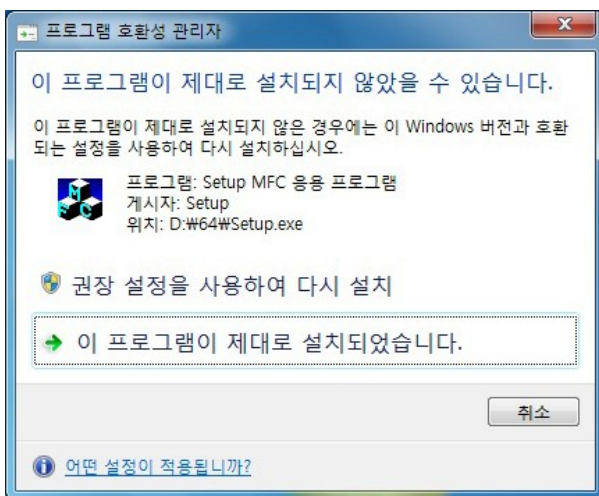 프로그램 호환성 관리자
이 프로그램이 제대로 설치되지 않았을 수 있습니다.
이 프로그램이 제대로 설치되지 않은 경우에는 이 Windows 버전과 호환
되는 설정을 사용하여 다시 설치하십시오.
프로그램: Setup MFC 응용 프로그램
게시자: Setup
위치: D:₩64₩Setup.exe
권장 설정을 사용하여 다시 설치
이 프로그램이 제대로 설치되었습니다.
취소
어떤 설정이 적용됩니까?